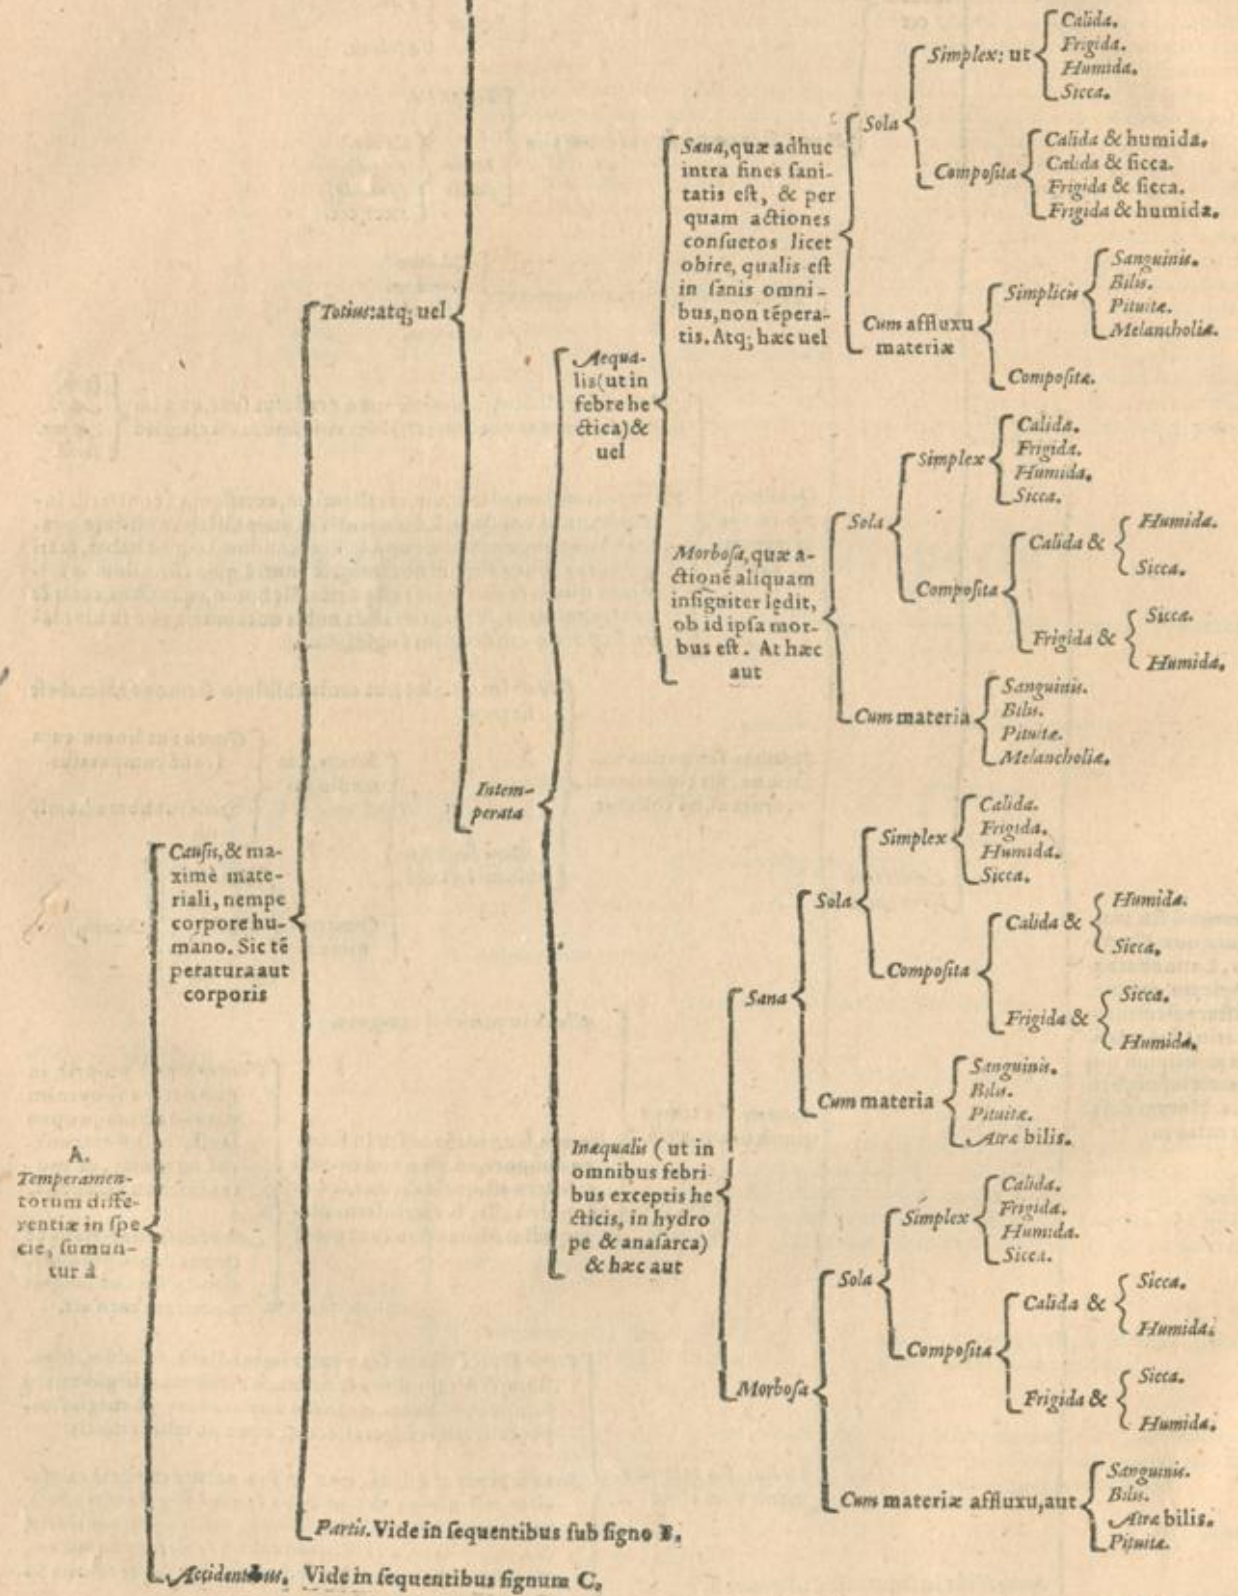 A.
Temperamen-
torum diffe-
rentiæ in ſpe
cie, ſumun-
tur à
Cauſis, & ma-
ximè mate-
riali, nempe
corpore hu-
mano. Sic tē
peratura aut
corporis
Totius: atq; uel
Intem-
perata
Aequa-
lis (ut in
febre he
ctica) &
uel
Sana, quæ adhuc
intra fines ſani-
tatis eſt, & per
quam actiones
conſuetos licet
obire, qualis eſt
in ſanis omni-
bus, non tēpera-
tis. Atq; hæc uel
Sola
Simplex: ut
Calida.
Frigida.
Humida.
Sicca.
Compoſita
Calida & humida.
Calida & ſicca.
Frigida & ſicca.
Frigida & humida.
Cum affluxu
materiæ
Simplicis
Sanguinis.
Bilis.
Pituitæ.
Melancholiæ.
Compoſitæ.
Morboſa, quæ a-
ctionē aliquam
inſigniter lędit,
ob id ipſa mor-
bus eſt. At hæc
aut
Sola
Simplex
Calida.
Frigida.
Humida.
Sicca.
Compoſita
Calida &
Humida.
Sicca.
Frigida &
Sicca.
Humida.
Cum materia
Sanguinis.
Bilis.
Pituitæ.
Melancholiæ.
Inæqualis (ut in
omnibus febri
bus exceptis he
cticis, in hydro
pe & anaſarca)
& hæc aut
Sana
Sola
Simplex
Calida.
Frigida.
Humida.
Sicca.
Compoſita
Calida &
Humida.
Sicca.
Frigida &
Sicca.
Humida.
Cum materia
Sanguinis.
Bilis.
Pituitæ.
Atræ bilis.
Morboſa
Sola
Simplex
Calida.
Frigida.
Humida.
Sicca.
Compoſita
Calida &
Sicca.
Humida.
Frigida &
Sicca.
Humida.
Cum materiæ affluxu, aut
Sanguinis.
Bilis.
Atræ bilis.
Pituitæ.
Partis. Vide in ſequentibus ſub ſigno B.
Accidentibus. Vide in ſequentibus ſignum C.